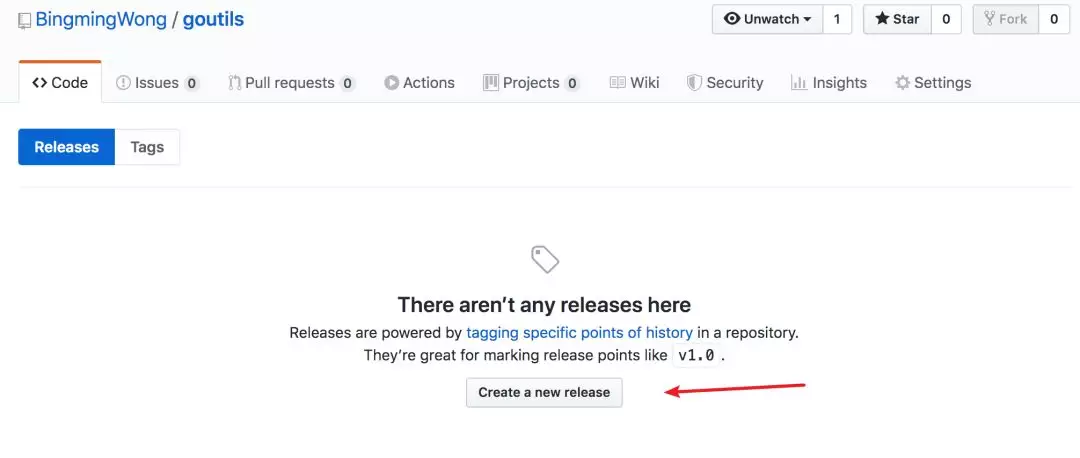 BingmingWong / goutils
Unwatch 1 Star 0 Fork 0
Code Issues 0 Pull requests 0 Actions Projects 0 Wiki Security Insights Settings
Releases Tags
There aren't any releases here
Releases are powered by tagging specific points of history in a repository.
They're great for marking release points like v1.0 .
Create a new release